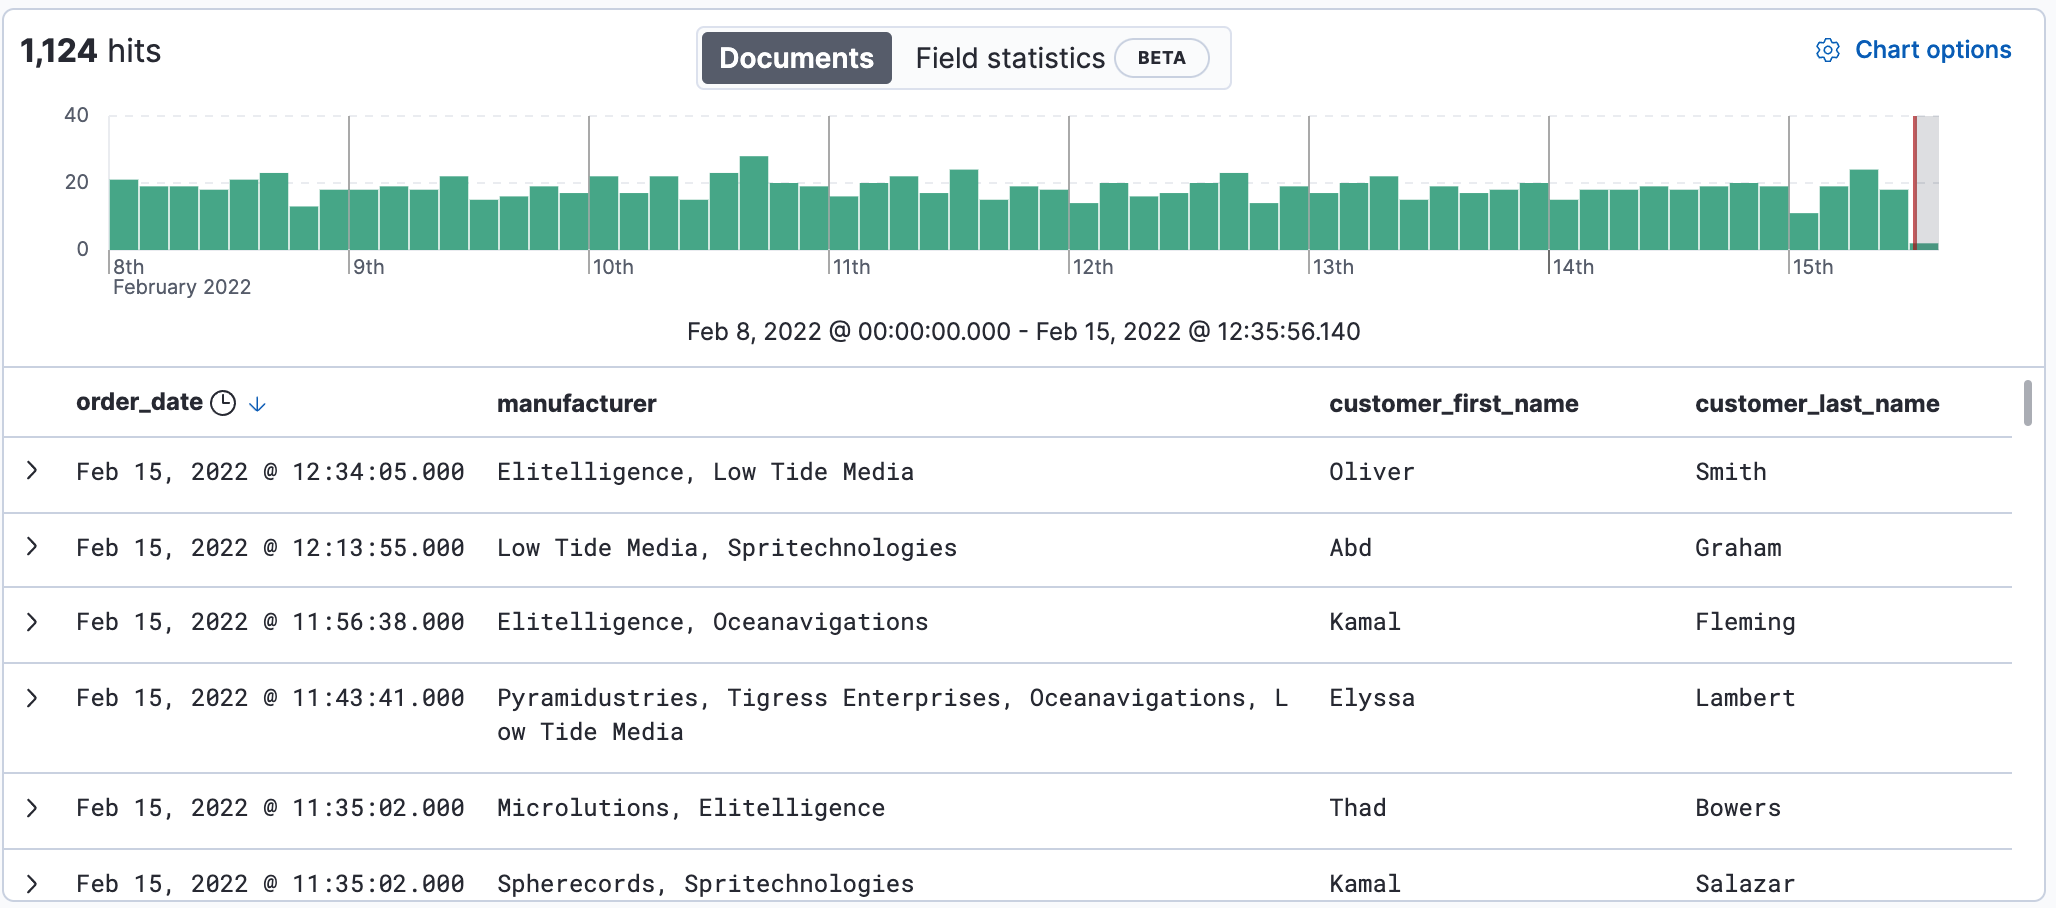 1,124 hits
Documents Field statistics BETA
Chart options
40
20
0
8th 9th 10th 11th 12th 13th 14th 15th
February 2022
Feb 8, 2022 @ 00:00:00.000 - Feb 15, 2022 @ 12:35:56.140
order_date manufacturer customer_first_name customer_last_name
Feb 15, 2022 @ 12:34:05.000 Elitelligence, Low Tide Media Oliver Smith
Feb 15, 2022 @ 12:13:55.000 Low Tide Media, Spritechnologies Abd Graham
Feb 15, 2022 @ 11:56:38.000 Elitelligence, Oceanavigations Kamal Fleming
Feb 15, 2022 @ 11:43:41.000 Pyramidustries, Tigress Enterprises, Oceanavigations, L Elyssa Lambert
ow Tide Media
Feb 15, 2022 @ 11:35:02.000 Microlutions, Elitelligence Thad Bowers
Feb 15, 2022 @ 11:35:02.000 Spherecords, Spritechnologies Kamal Salazar